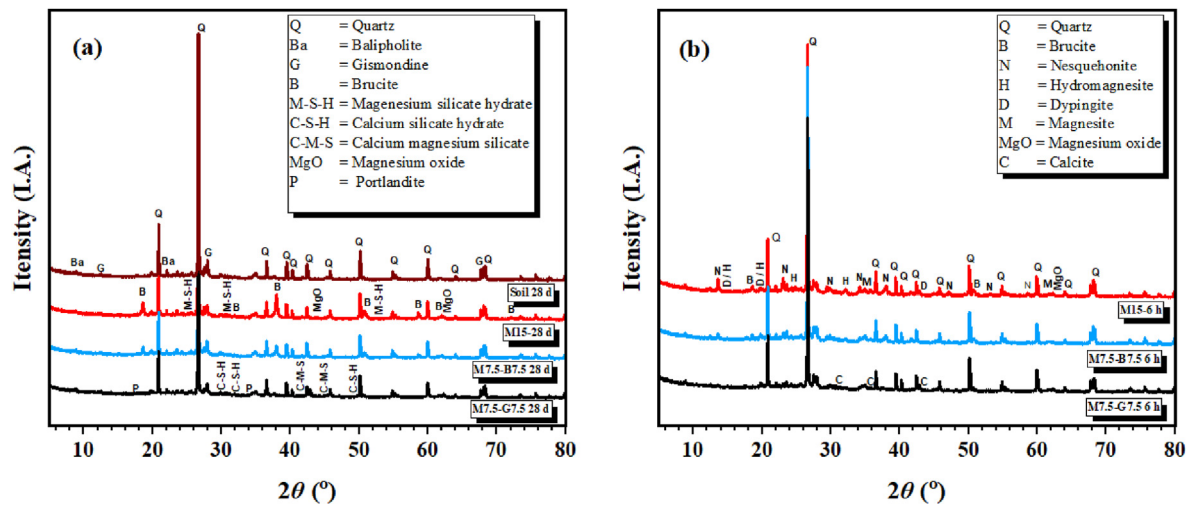 (a)
Q = Quartz
Ba = Balipholite
G = Gismondine
B = Brucite
M-S-H = Magenesium silicate hydrate
C-S-H = Calcium silicate hydrate
C-M-S = Calcium magnesium silicate
MgO = Magnesium oxide
P = Portlandite
Itensity (I.A.)
Q
Q
Ba
G
Ba
G
Q
Q
Q
Q
Q
Q
Q
Q
Q
G
Q
Soil 28 d
B
M-S-H
M-S-H
B
B
MgO
B
M-S-H
B
B
MgO
B
M15-28 d
M7.5-B7.5 28 d
P
C-S-H
C-S-H
P
C-M-S
C-M-S
C-S-H
M7.5-G7.5 28 d
10 20 30 40 50 60 70 80
2θ (º)
(b)
Q = Quartz
B = Brucite
N = Nesquehonite
H = Hydromagnesite
D = Dypingite
M = Magnesite
MgO = Magnesium oxide
C = Calcite
Itensity (I.A.)
Q
Q
N
D / H
B
D / H
N
H
N
H
N
M
Q
N
Q
Q
Q
D
Q
N
Q
B
N
Q
N
Q
M
MgO
Q
Q
M15-6 h
M7.5-B7.5 6 h
C
C
C
M7.5-G7.5 6 h
10 20 30 40 50 60 70 80
2θ (º)